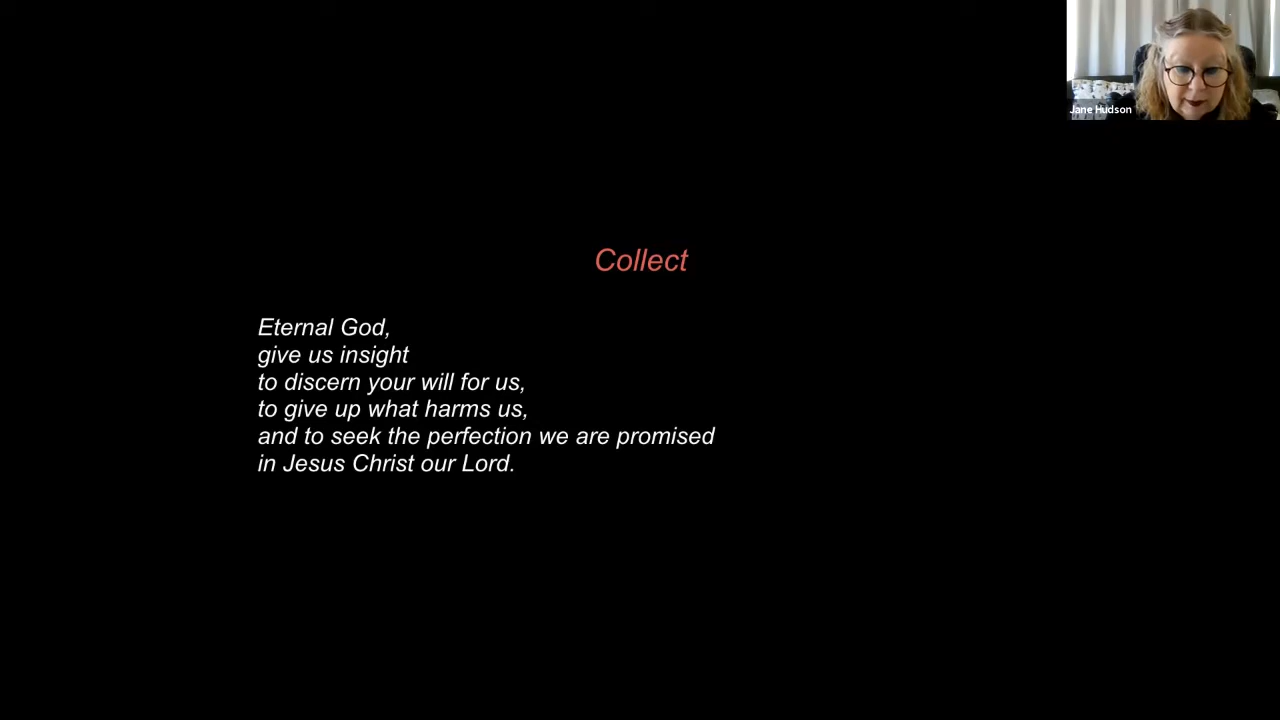 Jane Hudson
Collect
Eternal God,
give us insight
to discern your will for us,
to give up what harms us,
and to seek the perfection we are promised
in Jesus Christ our Lord.